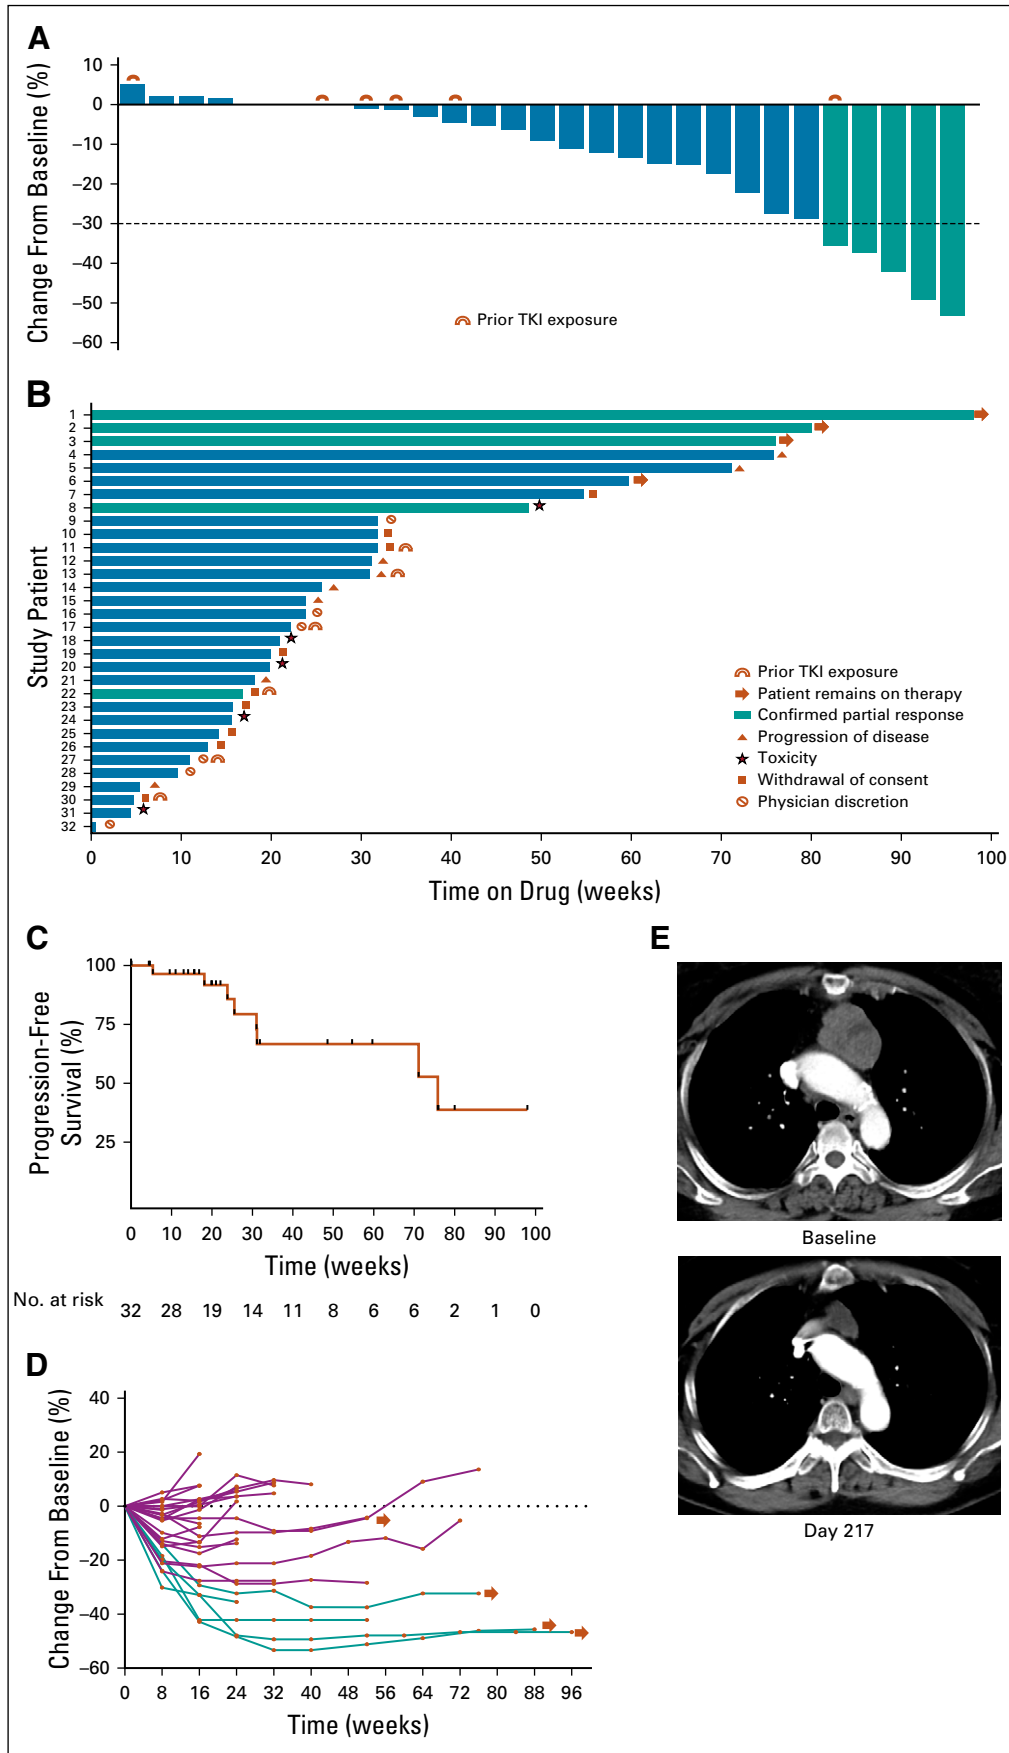 A
Change From Baseline (%)
10
0
–10
–20
–30
–40
–50
–60
Prior TKI exposure
B
Study Patient
1
2
3
4
5
6
7
8
9
10
11
12
13
14
15
16
17
18
19
20
21
22
23
24
25
26
27
28
29
30
31
32
Prior TKI exposure
Patient remains on therapy
Confirmed partial response
Progression of disease
Toxicity
Withdrawal of consent
Physician discretion
0 10 20 30 40 50 60 70 80 90 100
Time on Drug (weeks)
C
Progression-Free
Survival (%)
100
75
50
25
0 10 20 30 40 50 60 70 80 90 100
Time (weeks)
No. at risk
32 28 19 14 11 8 6 6 2 1 0
D
Change From Baseline (%)
40
20
0
–20
–40
–60
0 8 16 24 32 40 48 56 64 72 80 88 96
Time (weeks)
E
Baseline
Day 217